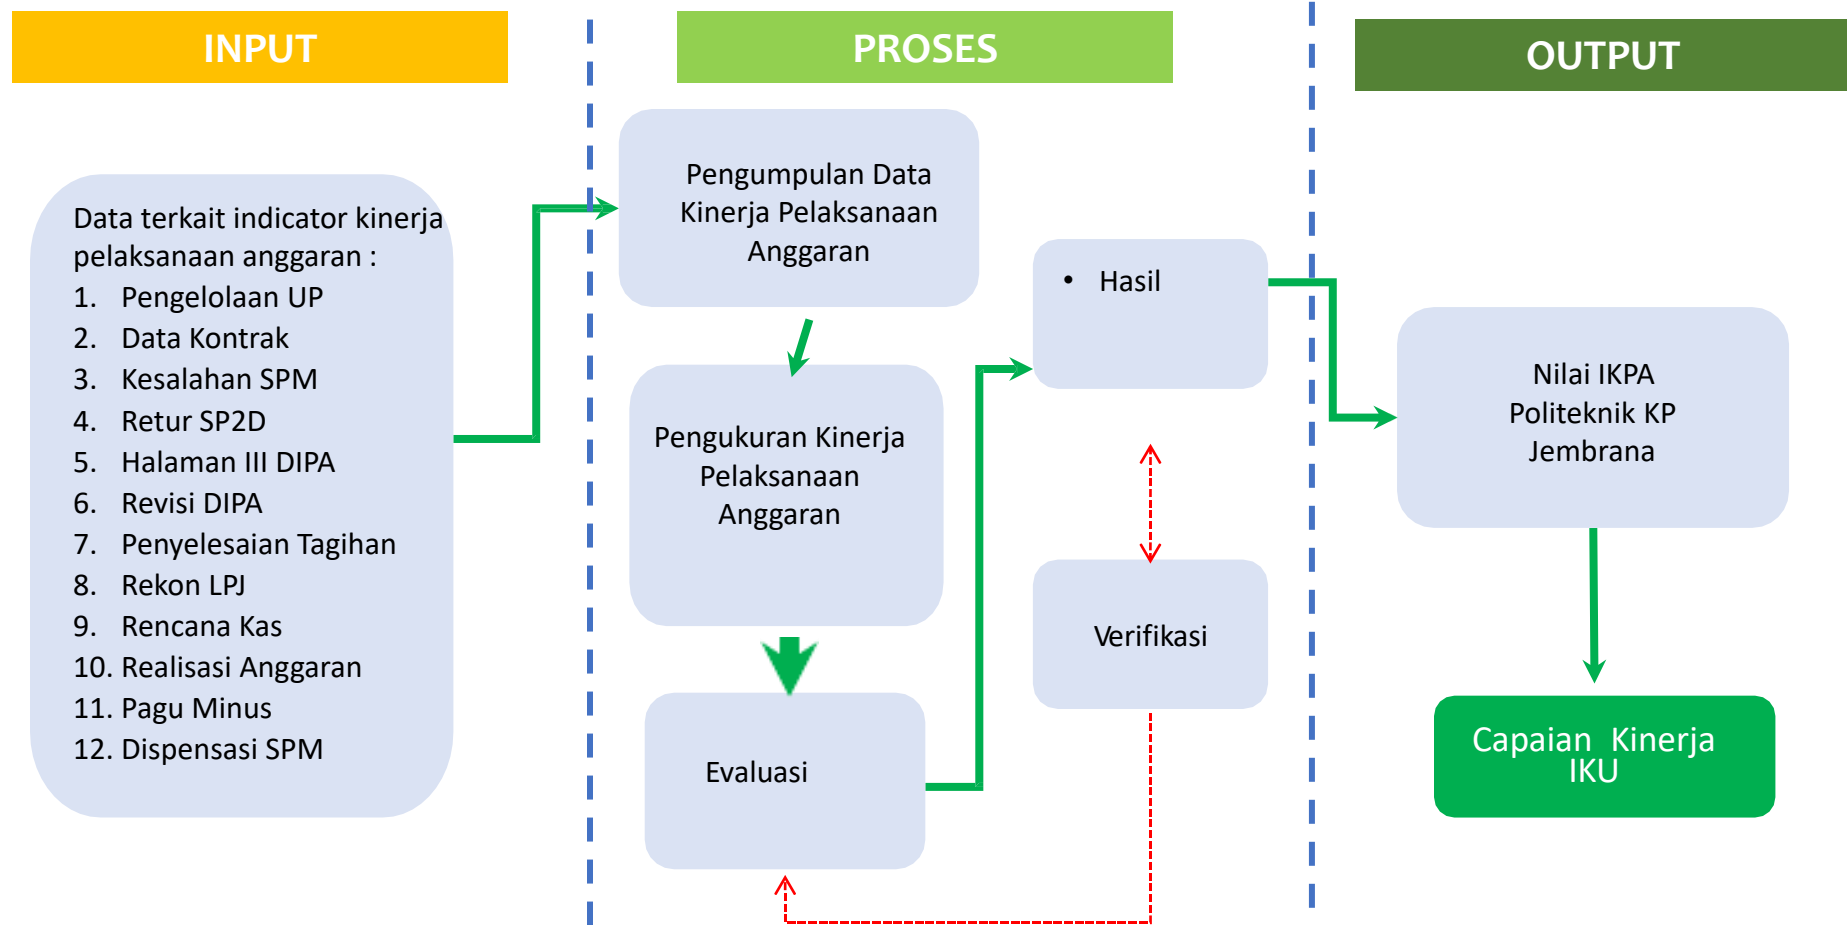 INPUT
PROSES
OUTPUT
Data terkait indicator kinerja
pelaksanaan anggaran :
1. Pengelolaan UP
2. Data Kontrak
3. Kesalahan SPM
4. Retur SP2D
5. Halaman III DIPA
6. Revisi DIPA
7. Penyelesaian Tagihan
8. Rekon LPJ
9. Rencana Kas
10. Realisasi Anggaran
11. Pagu Minus
12. Dispensasi SPM
Pengumpulan Data
Kinerja Pelaksanaan
Anggaran
Pengukuran Kinerja
Pelaksanaan
Anggaran
Evaluasi
• Hasil
Verifikasi
Nilai IKPA
Politeknik KP
Jembrana
Capaian Kinerja
IKU